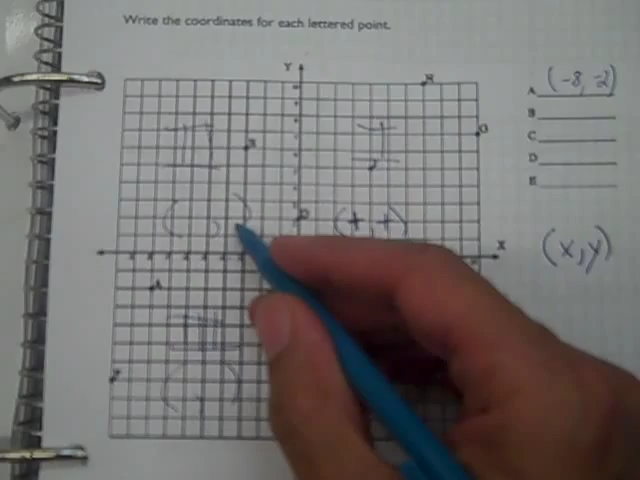 Write the coordinates for each lettered point.
Y
A (-8, -2)
B
C
D
E
II
I
( , )
(+, +)
X
(x, y)
A
III
( , )